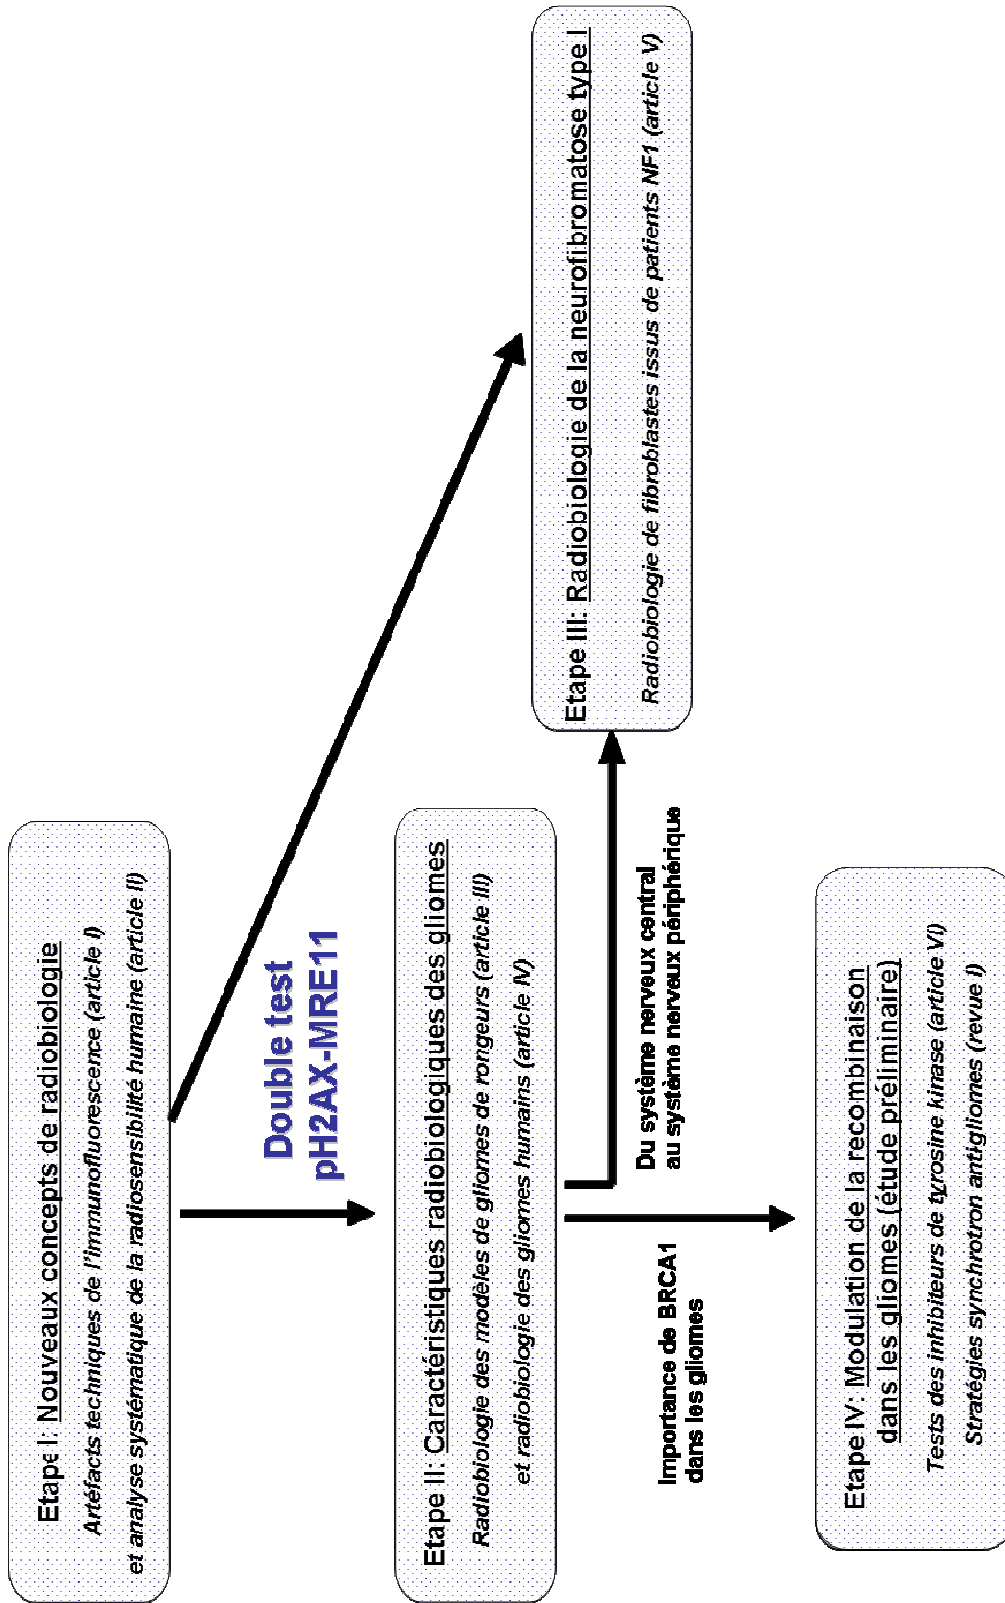 Etape I: Nouveaux concepts de radiobiologie
Artéfacts techniques de l'immunofluorescence (article I)
et analyse systématique de la radiosensibilité humaine (article II)
Double test
pH2AX-MRE11
Etape II: Caractéristiques radiobiologiques des gliomes
Radiobiologie des modèles de gliomes de rongeurs (article III)
et radiobiologie des gliomes humains (article IV)
Du système nerveux central
au système nerveux périphérique
Etape III: Radiobiologie de la neurofibromatose type I
Radiobiologie de fibroblastes issus de patients NF1 (article V)
Importance de BRCA1
dans les gliomes
Etape IV: Modulation de la recombinaison
dans les gliomes (étude préliminaire)
Tests des inhibiteurs de tyrosine kinase (article VI)
Stratégies synchrotron antigliomes (revue I)